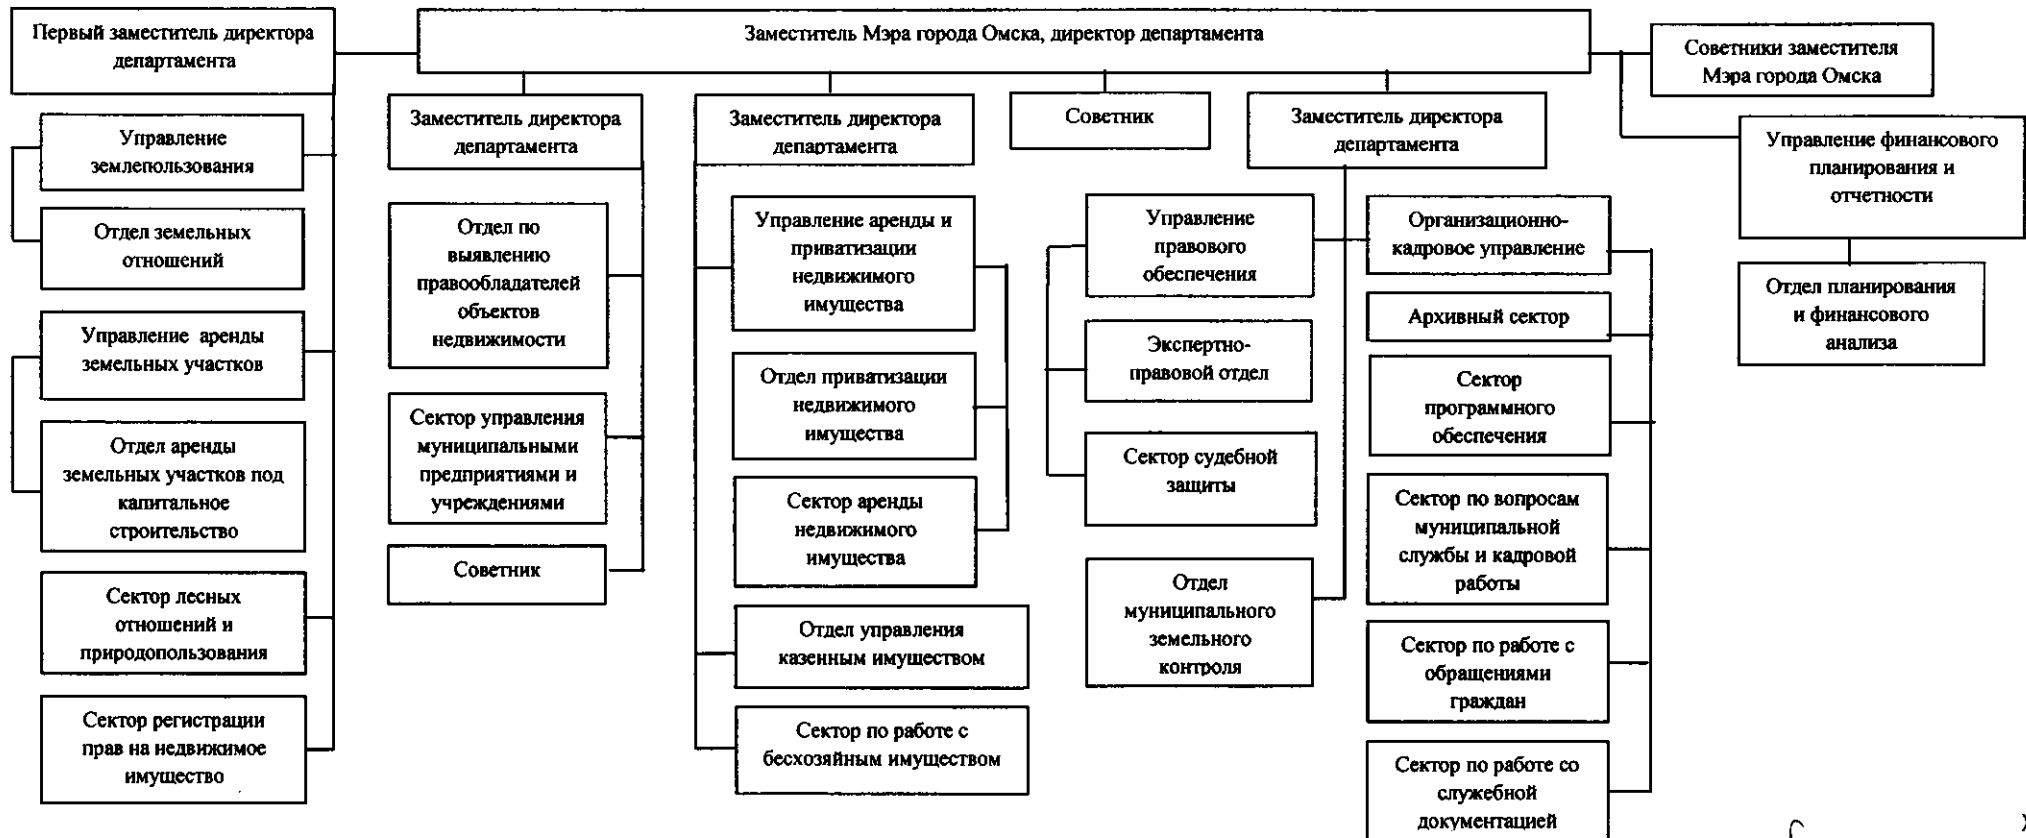 Первый заместитель директора
департамента
Заместитель Мэра города Омска, директор департамента
Советники заместителя
Мэра города Омска
Управление
землепользования
Отдел земельных
отношений
Управление аренды
земельных участков
Отдел аренды
земельных участков под
капитальное
строительство
Сектор лесных
отношений и
природопользования
Сектор регистрации
прав на недвижимое
имущество
Заместитель директора
департамента
Отдел по
выявлению
правообладателей
объектов
недвижимости
Сектор управления
муниципальными
предприятиями и
учреждениями
Советник
Заместитель директора
департамента
Управление аренды и
приватизации
недвижимого
имущества
Отдел приватизации
недвижимого
имущества
Сектор аренды
недвижимого
имущества
Отдел управления
казенным имуществом
Сектор по работе с
бесхозяйным имуществом
Советник
Заместитель директора
департамента
Управление
правового
обеспечения
Экспертно-
правовой отдел
Сектор судебной
защиты
Отдел
муниципального
земельного
контроля
Организационно-
кадровое управление
Архивный сектор
Сектор
программного
обеспечения
Сектор по вопросам
муниципальной
службы и кадровой
работы
Сектор по работе с
обращениями
граждан
Сектор по работе со
служебной
документацией
Управление финансового
планирования и
отчетности
Отдел планирования
и финансового
анализа